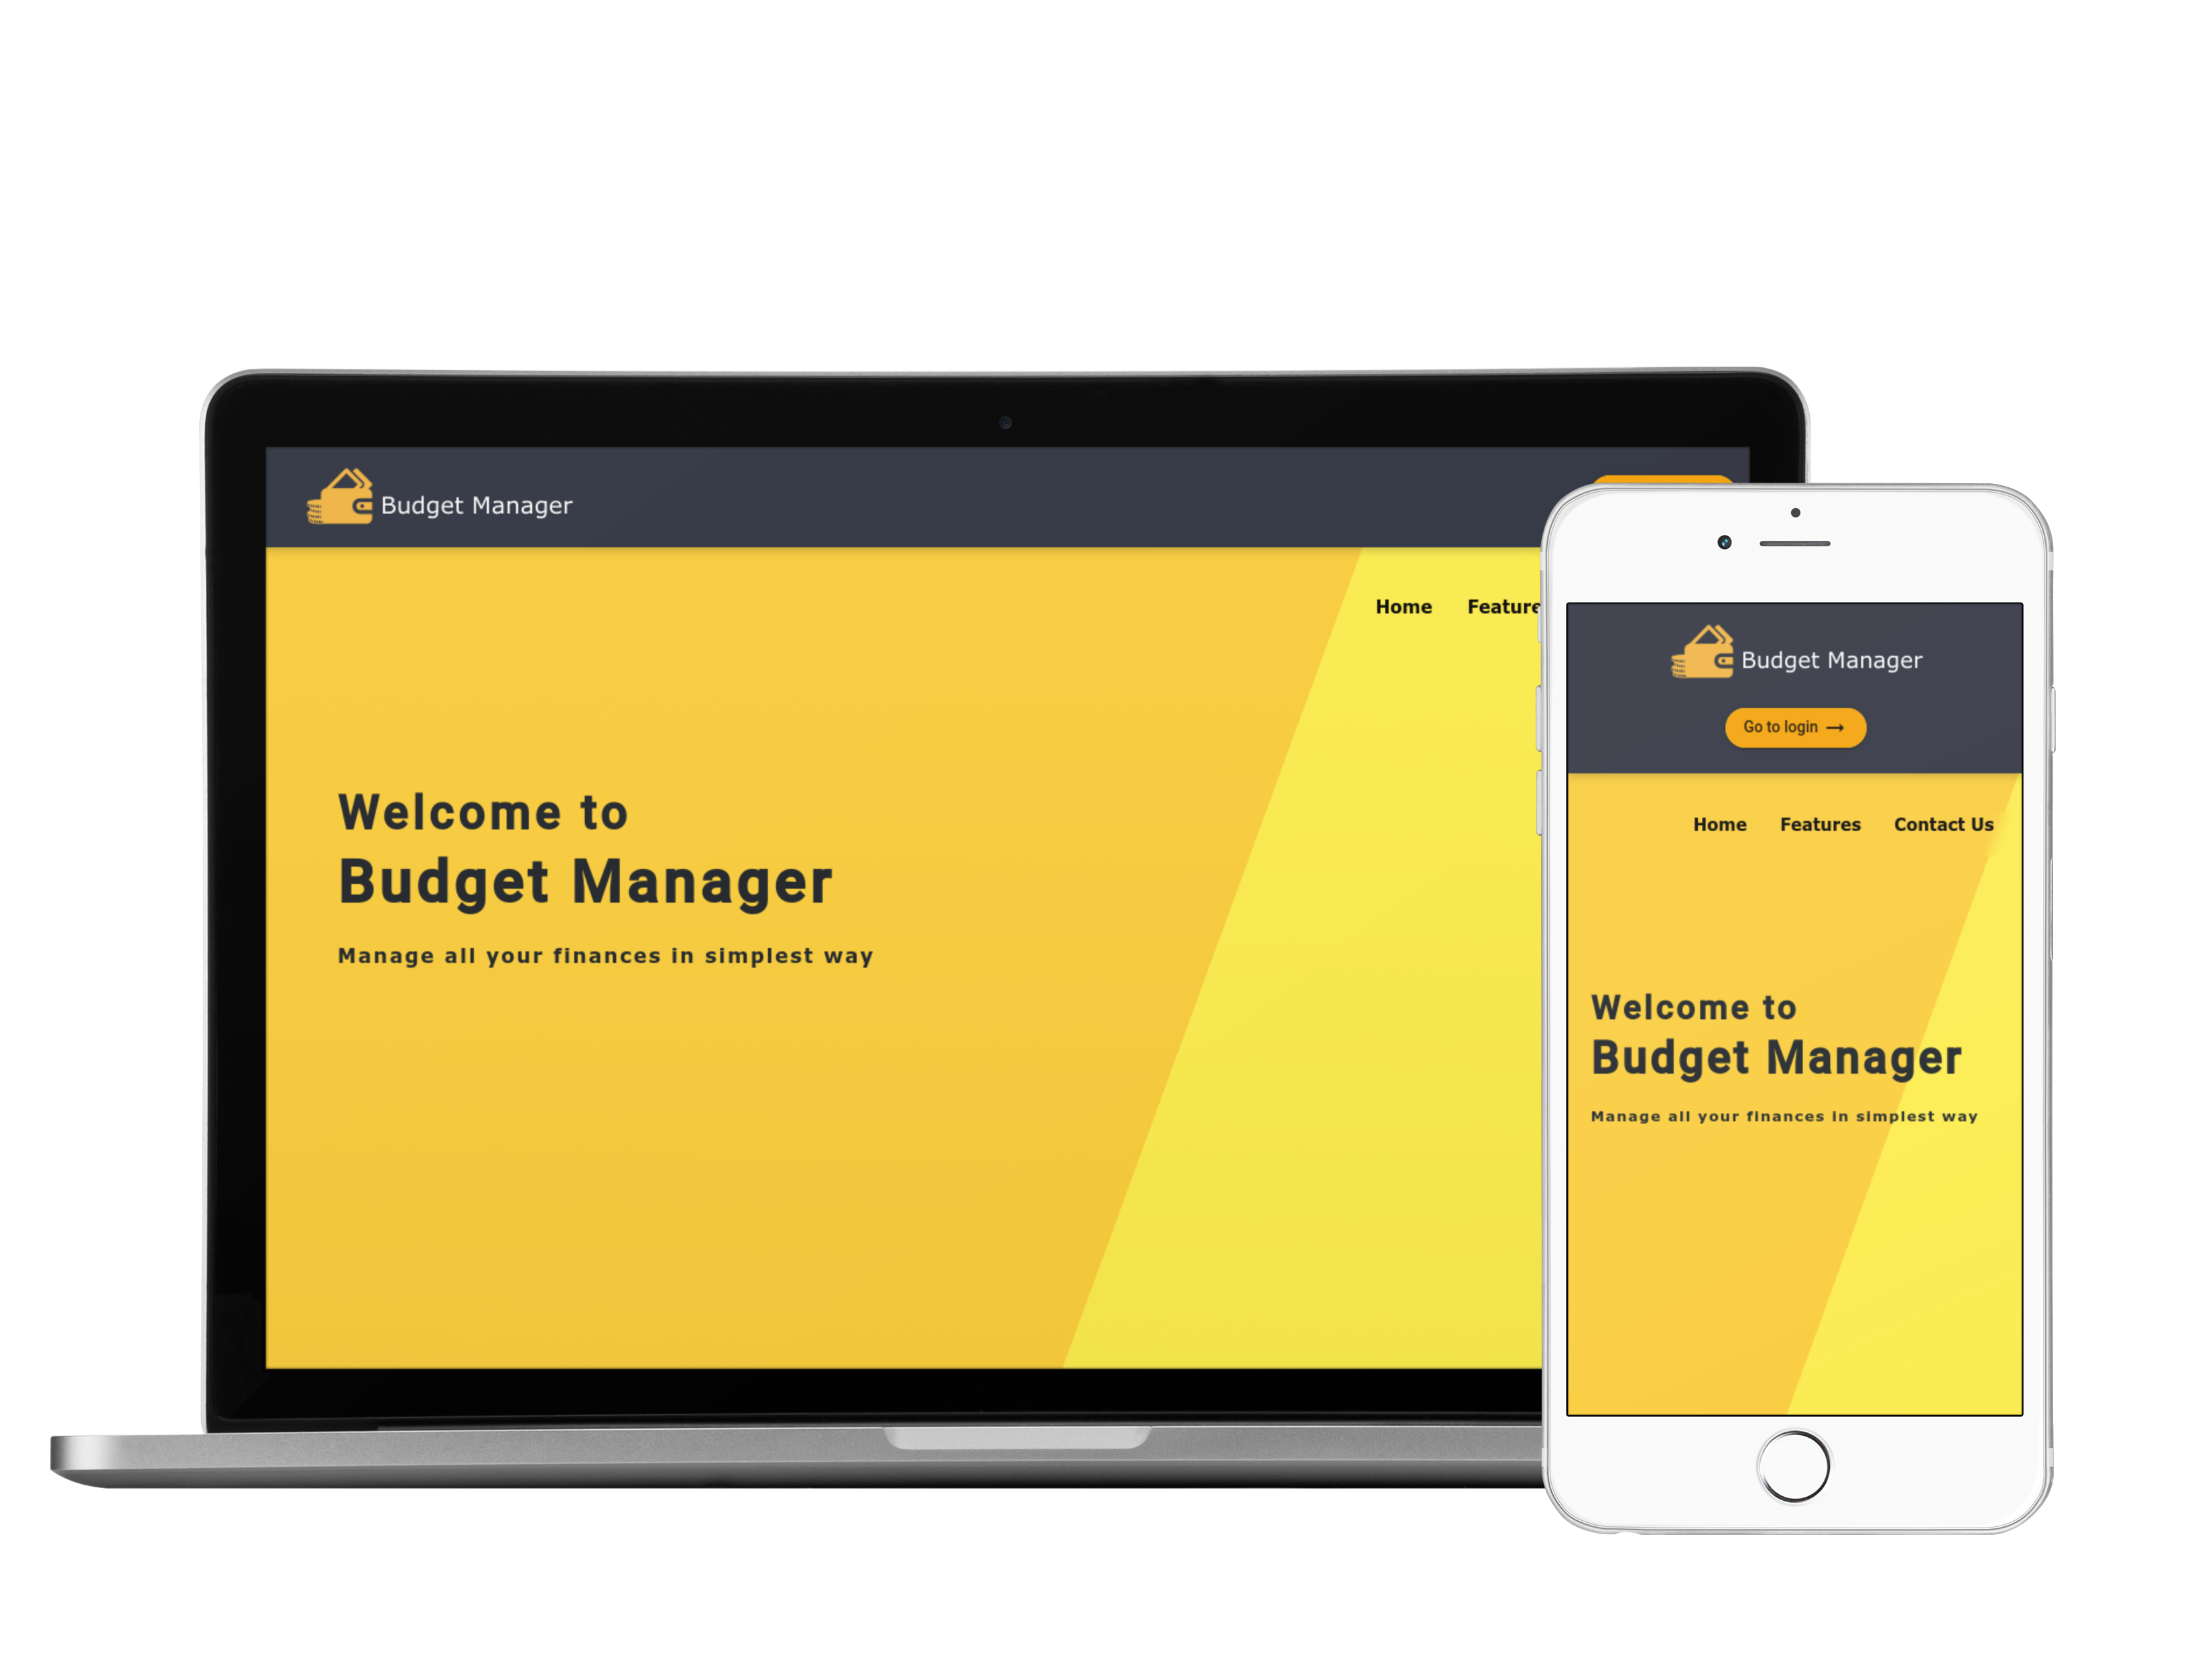 Budget Manager
Home Feature
Welcome to
Budget Manager
Manage all your finances in simplest way
Budget Manager
Go to login →
Home Features Contact Us
Welcome to
Budget Manager
Manage all your finances in simplest way